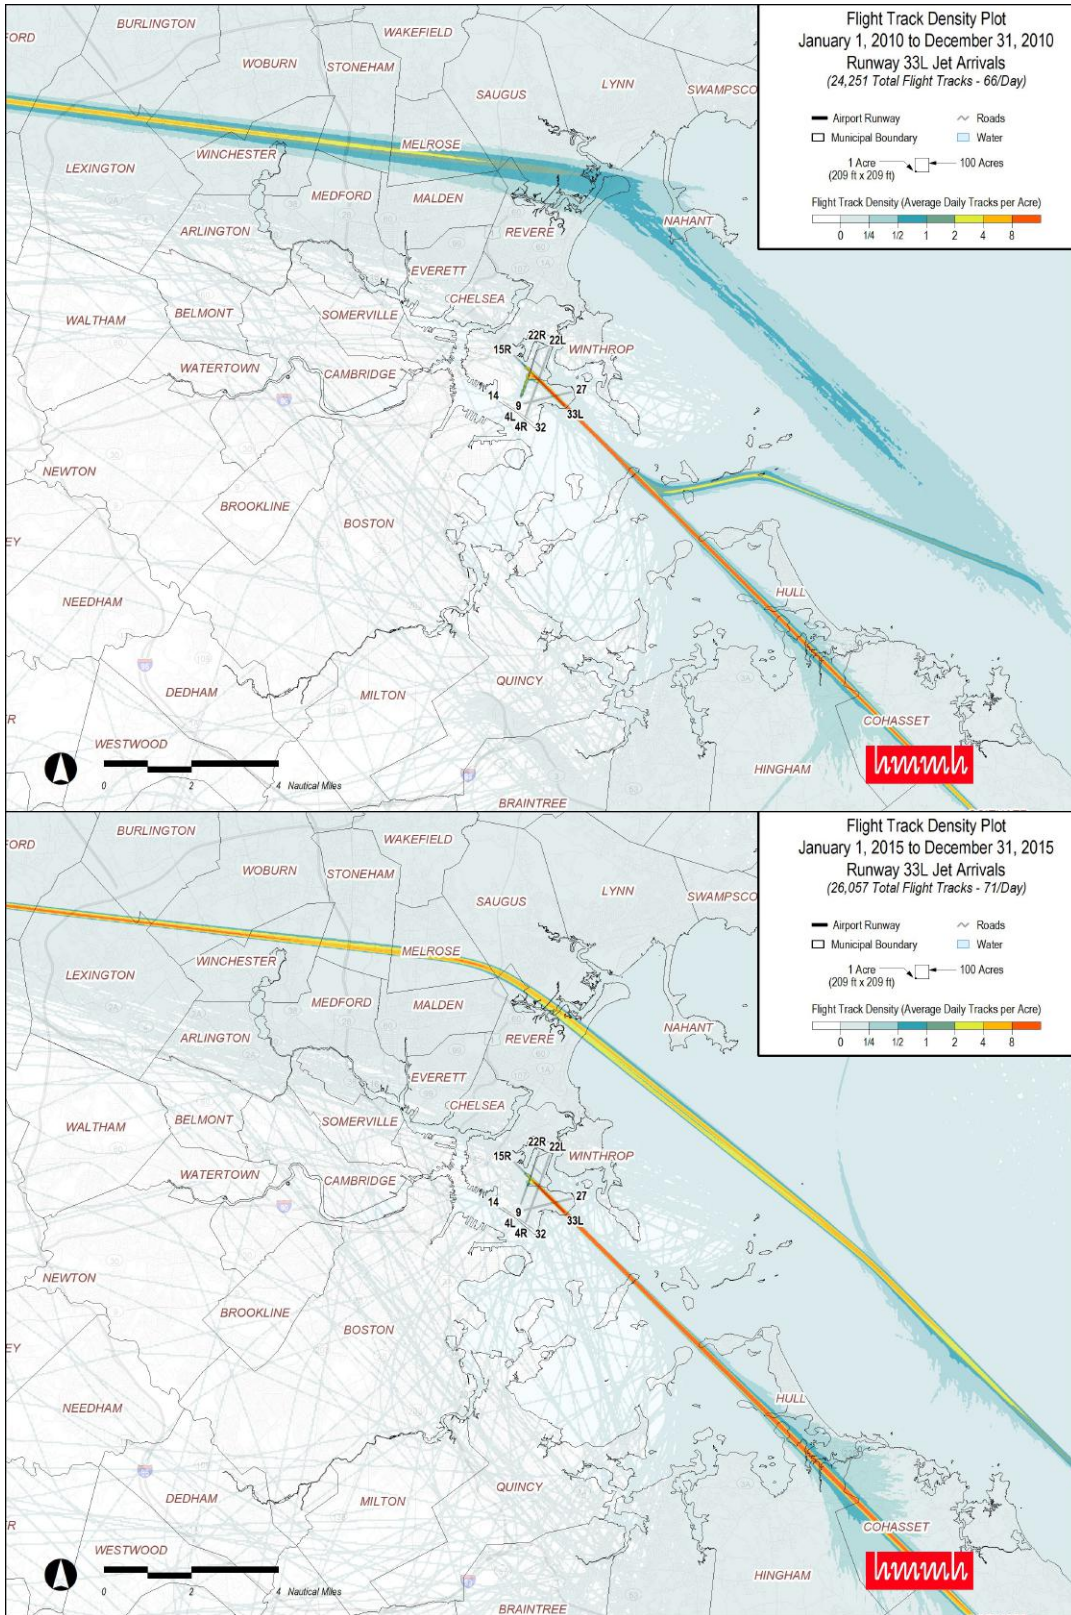 BURLINGTON
WAKEFIELD
WOBURN
STONEHAM
SAUGUS
LYNN
SWAMPSCO
MELROSE
WINCHESTER
LEXINGTON
MEDFORD
MALDEN
NAHANT
ARLINGTON
REVERE
EVERETT
CHELSEA
BELMONT
SOMERVILLE
WALTHAM
22R
22L
15R
WINTHROP
WATERTOWN
CAMBRIDGE
14
9
27
4L
33L
4R
32
NEWTON
BROOKLINE
BOSTON
HULL
NEEDHAM
QUINCY
DEDHAM
MILTON
COHASSET
WESTWOOD
HINGHAM
BRAINTREE
0 2 4 Nautical Miles
hmmh
Flight Track Density Plot
January 1, 2010 to December 31, 2010
Runway 33L Jet Arrivals
(24,251 Total Flight Tracks - 66/Day)
Airport Runway Roads
Municipal Boundary Water
1 Acre 100 Acres
(209 ft x 209 ft)
Flight Track Density (Average Daily Tracks per Acre)
0 1/4 1/2 1 2 4 8
BURLINGTON
WAKEFIELD
WOBURN
STONEHAM
SAUGUS
LYNN
SWAMPSCO
MELROSE
WINCHESTER
LEXINGTON
MEDFORD
MALDEN
NAHANT
ARLINGTON
REVERE
EVERETT
CHELSEA
BELMONT
SOMERVILLE
WALTHAM
22R
22L
15R
WINTHROP
WATERTOWN
CAMBRIDGE
14
9
27
4L
33L
4R
32
NEWTON
BROOKLINE
BOSTON
HULL
NEEDHAM
QUINCY
DEDHAM
MILTON
COHASSET
WESTWOOD
HINGHAM
BRAINTREE
0 2 4 Nautical Miles
hmmh
Flight Track Density Plot
January 1, 2015 to December 31, 2015
Runway 33L Jet Arrivals
(26,057 Total Flight Tracks - 71/Day)
Airport Runway Roads
Municipal Boundary Water
1 Acre 100 Acres
(209 ft x 209 ft)
Flight Track Density (Average Daily Tracks per Acre)
0 1/4 1/2 1 2 4 8